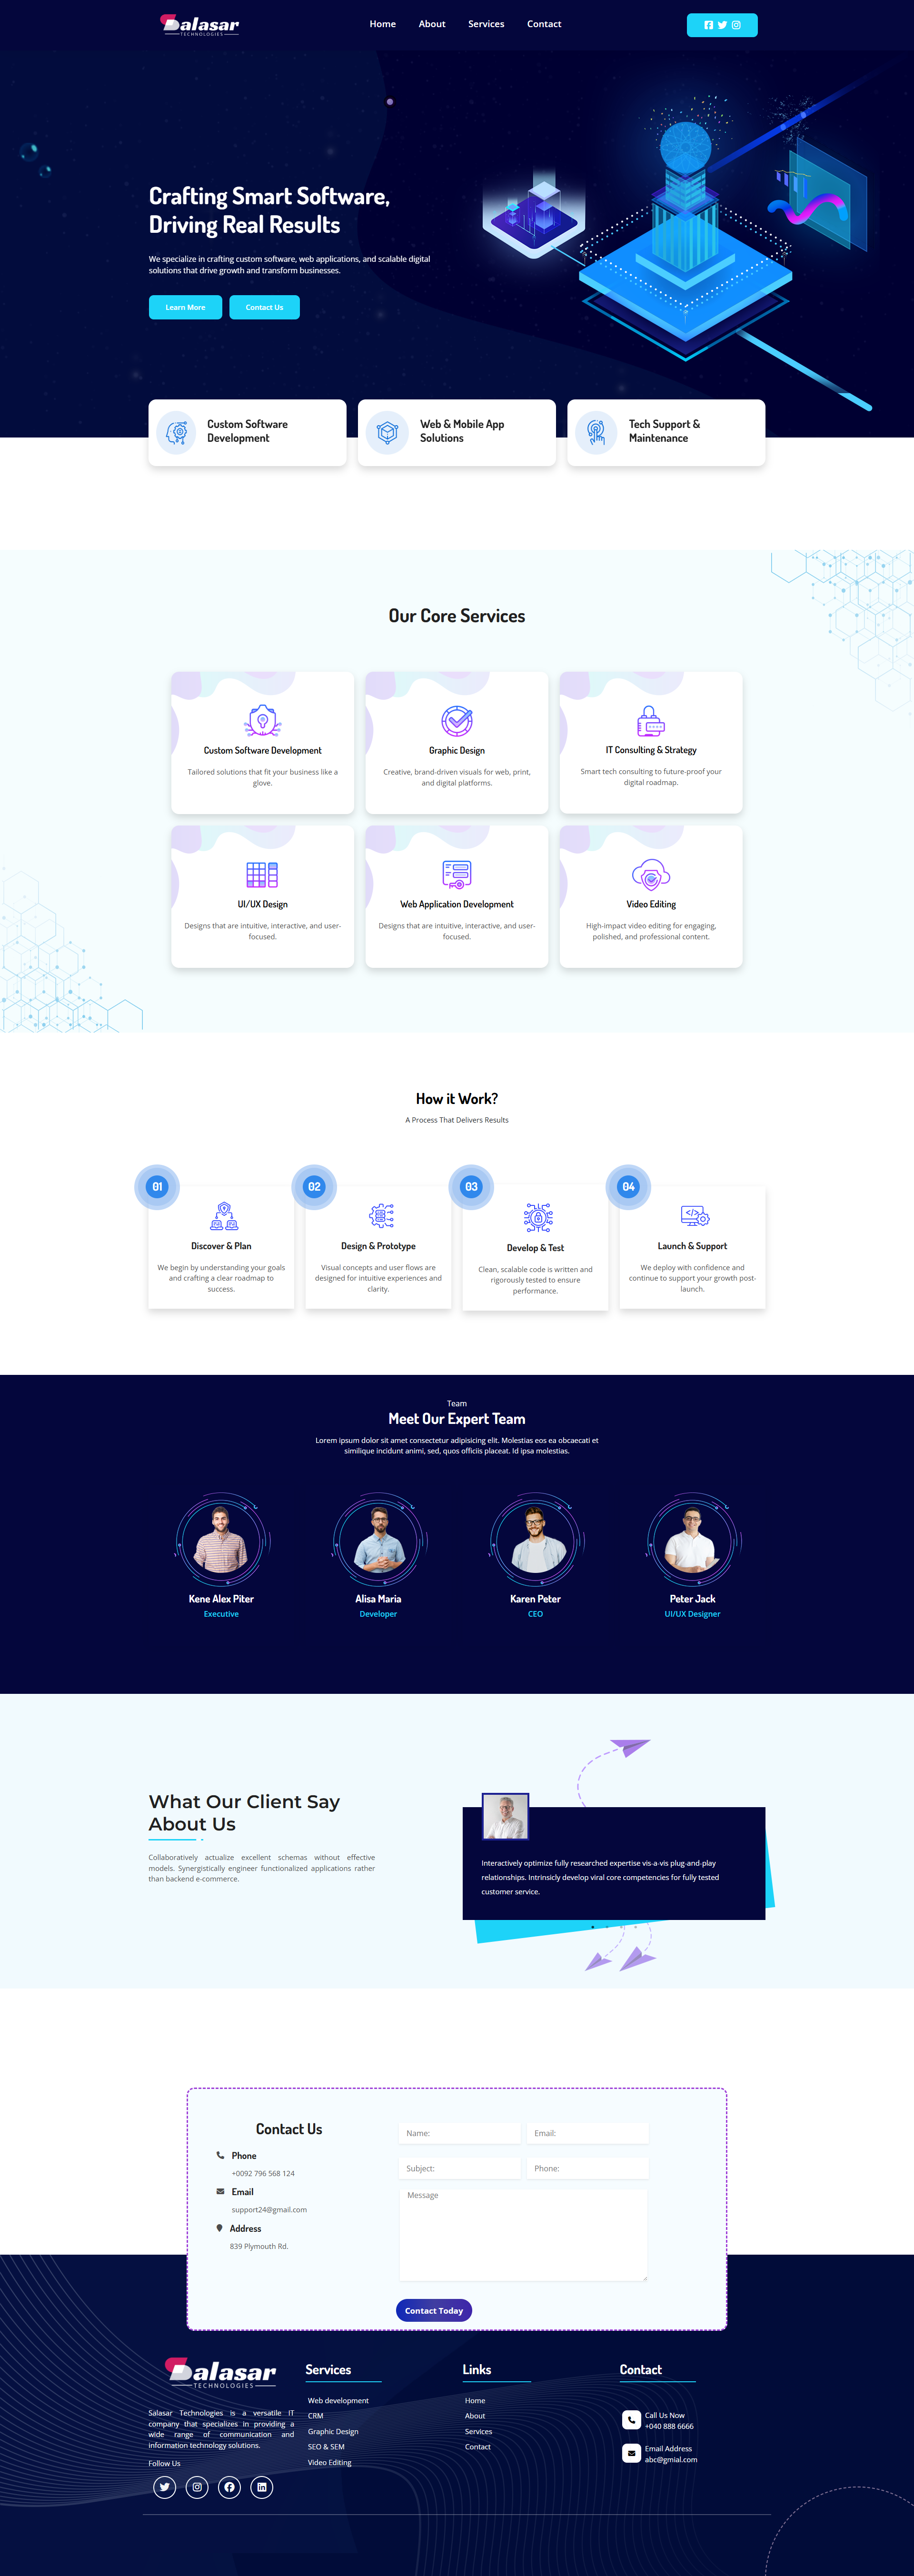 Balasar
TECHNOLOGIES
Home
About
Services
Contact
Crafting Smart Software,
Driving Real Results
We specialize in crafting custom software, web applications, and scalable digital
solutions that drive growth and transform businesses.
Learn More
Contact Us
Custom Software
Development
Web & Mobile App
Solutions
Tech Support &
Maintenance
Our Core Services
Custom Software Development
Tailored solutions that fit your business like a
glove.
Graphic Design
Creative, brand-driven visuals for web, print,
and digital platforms.
IT Consulting & Strategy
Smart tech consulting to future-proof your
digital roadmap.
UI/UX Design
Designs that are intuitive, interactive, and user-
focused.
Web Application Development
Designs that are intuitive, interactive, and user-
focused.
Video Editing
High-impact video editing for engaging,
polished, and professional content.
How it Work?
A Process That Delivers Results
01
Discover & Plan
We begin by understanding your goals
and crafting a clear roadmap to
success.
02
Design & Prototype
Visual concepts and user flows are
designed for intuitive experiences and
clarity.
03
Develop & Test
Clean, scalable code is written and
rigorously tested to ensure
performance.
04
Launch & Support
We deploy with confidence and
continue to support your growth post-
launch.
Team
Meet Our Expert Team
Lorem ipsum dolor sit amet consectetur adipisicing elit. Molestias eos ea obcaecati et
similique incidunt animi, sed, quos officiis placeat. Id ipsa molestias.
Kene Alex Piter
Executive
Alisa Maria
Developer
Karen Peter
CEO
Peter Jack
UI/UX Designer
What Our Client Say
About Us
Collaboratively actualize excellent schemas without effective
models. Synergistically engineer functionalized applications rather
than backend e-commerce.
Interactively optimize fully researched expertise vis-a-vis plug-and-play
relationships. Intrinsicly develop viral core competencies for fully tested
customer service.
Contact Us
Phone
+0092 796 568 124
Email
support24@gmail.com
Address
839 Plymouth Rd.
Name:
Email:
Subject:
Phone:
Message
Contact Today
Balasar
TECHNOLOGIES
Salasar Technologies is a versatile IT
company that specializes in providing a
wide range of communication and
information technology solutions.
Follow Us
Services
Web development
CRM
Graphic Design
SEO & SEM
Video Editing
Links
Home
About
Services
Contact
Contact
Call Us Now
+040 888 6666
Email Address
abc@gmial.com